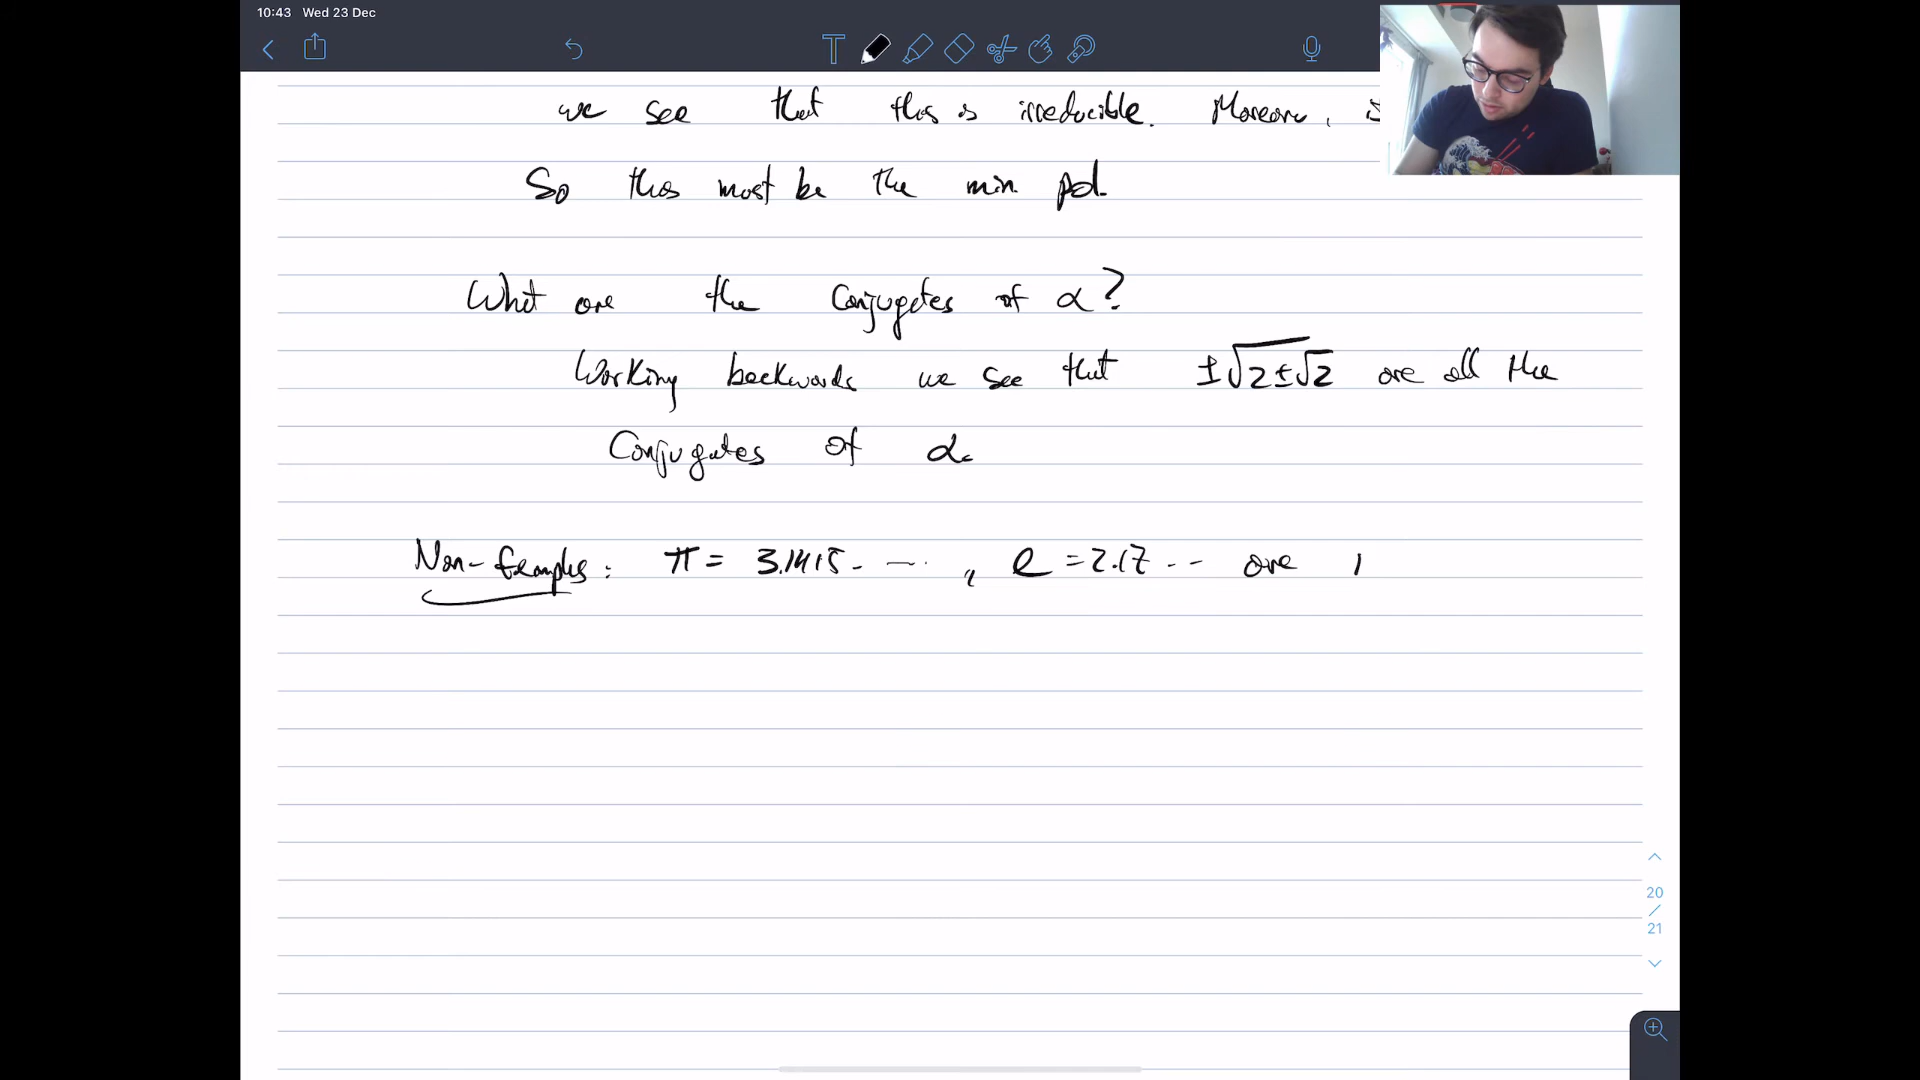 10:43 Wed 23 Dec
we see that this is irreducible. Moreover, is
So this must be the min. pol.
What are the conjugates of α?
Working backwards we see that ±√2±√2 are all the
Conjugates of α.
Non-Examples: π = 3.1415. ...., e = 2.17 .. are
20
/
21